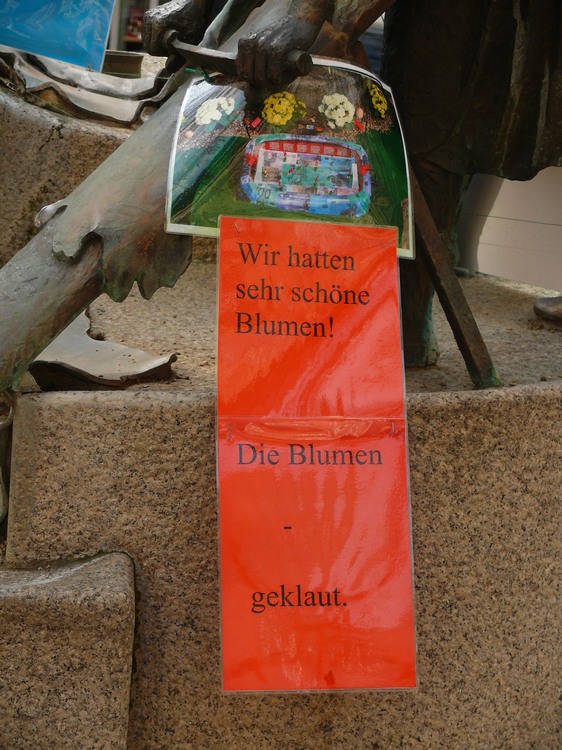 Wir hatten
sehr schöne
Blumen!
Die Blumen
-
geklaut.